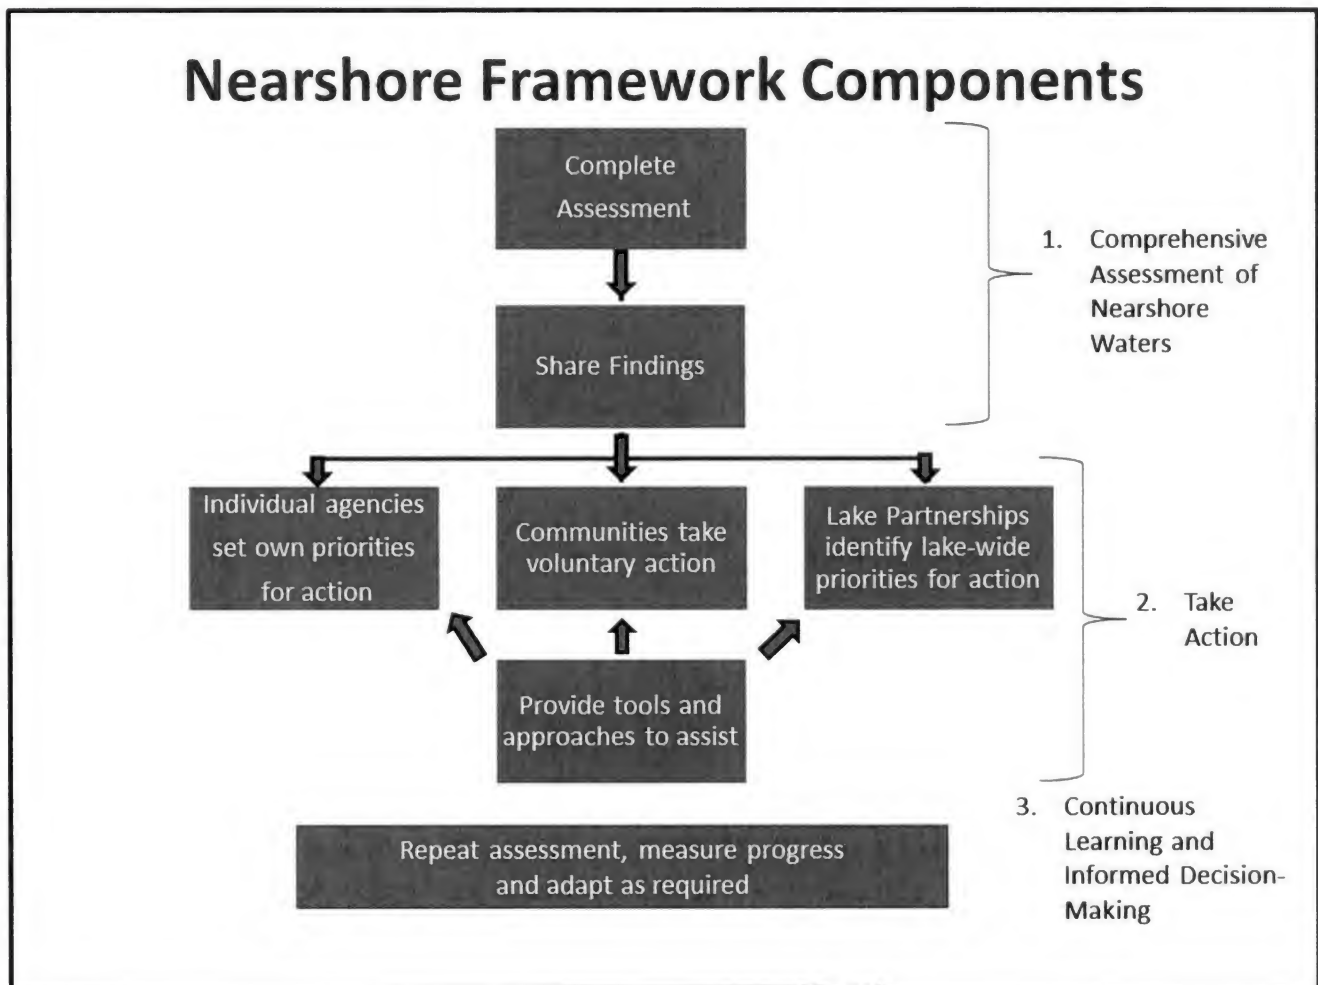 Nearshore Framework Components
Complete
Assessment
1. Comprehensive
Assessment of
Nearshore
Waters
Share Findings
Individual agencies
set own priorities
for action
Communities take
voluntary action
Lake Partnerships
identify lake-wide
priorities for action
2. Take
Action
Provide tools and
approaches to assist
3. Continuous
Learning and
Informed Decision-
Making
Repeat assessment, measure progress
and adapt as required